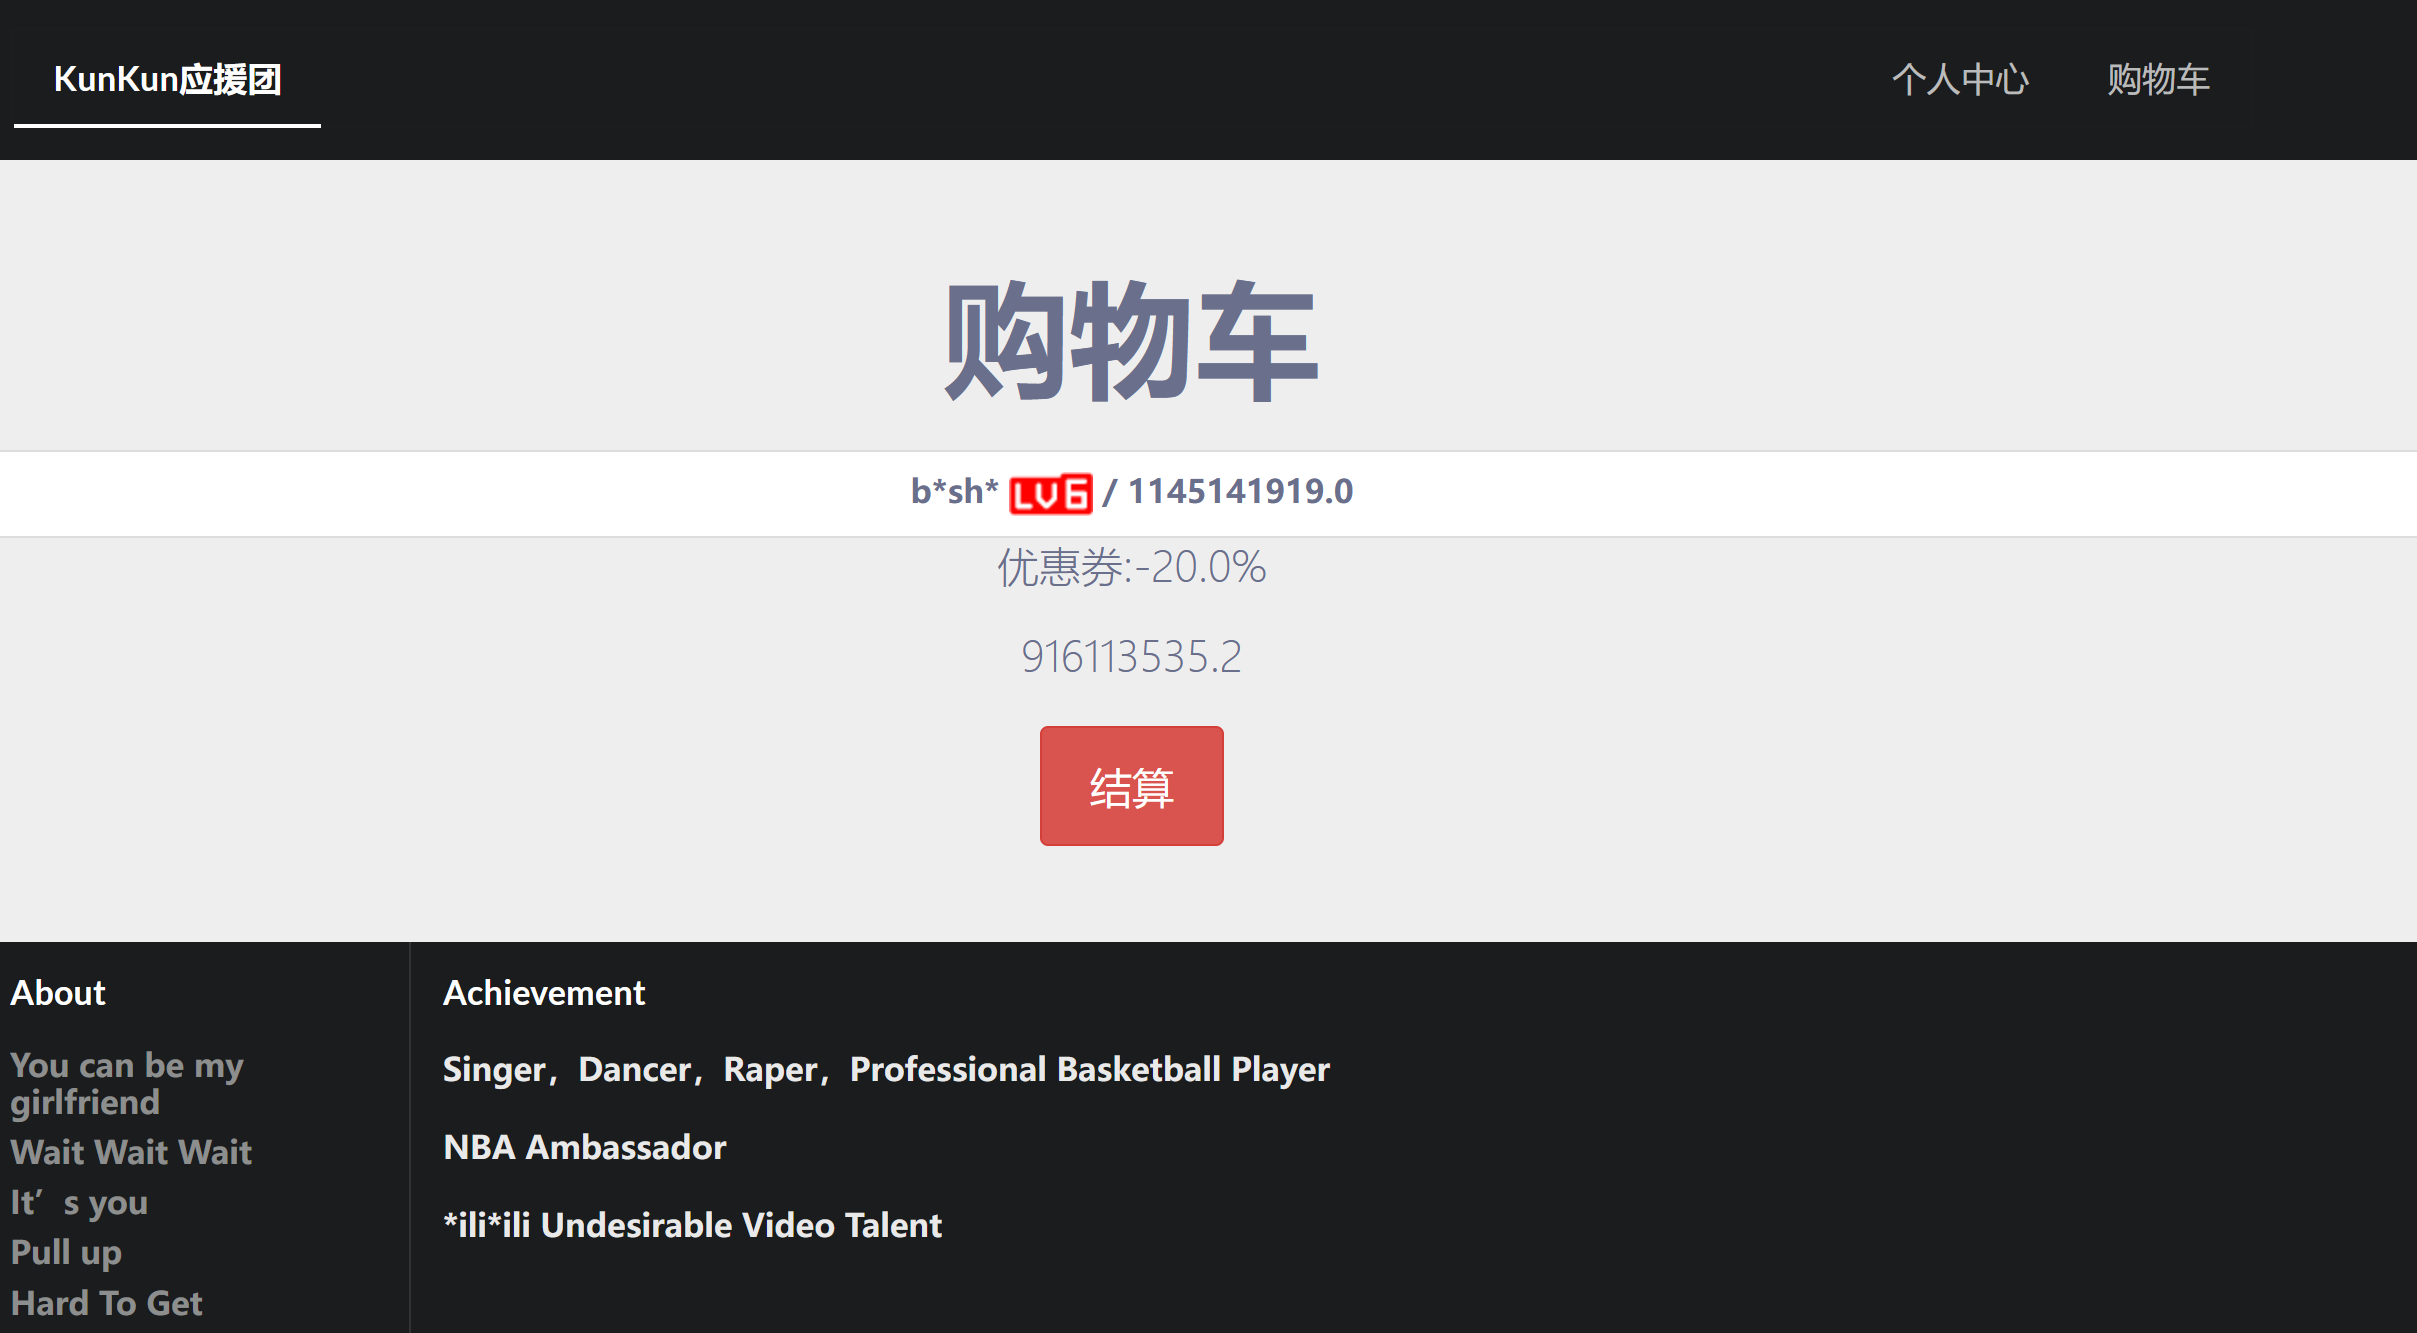 KunKun应援团
个人中心 购物车
购物车
b*sh* LV6 / 1145141919.0
优惠券:-20.0%
916113535.2
结算
About
You can be my
girlfriend
Wait Wait Wait
It’s you
Pull up
Hard To Get
Achievement
Singer，Dancer，Raper，Professional Basketball Player
NBA Ambassador
*ili*ili Undesirable Video Talent